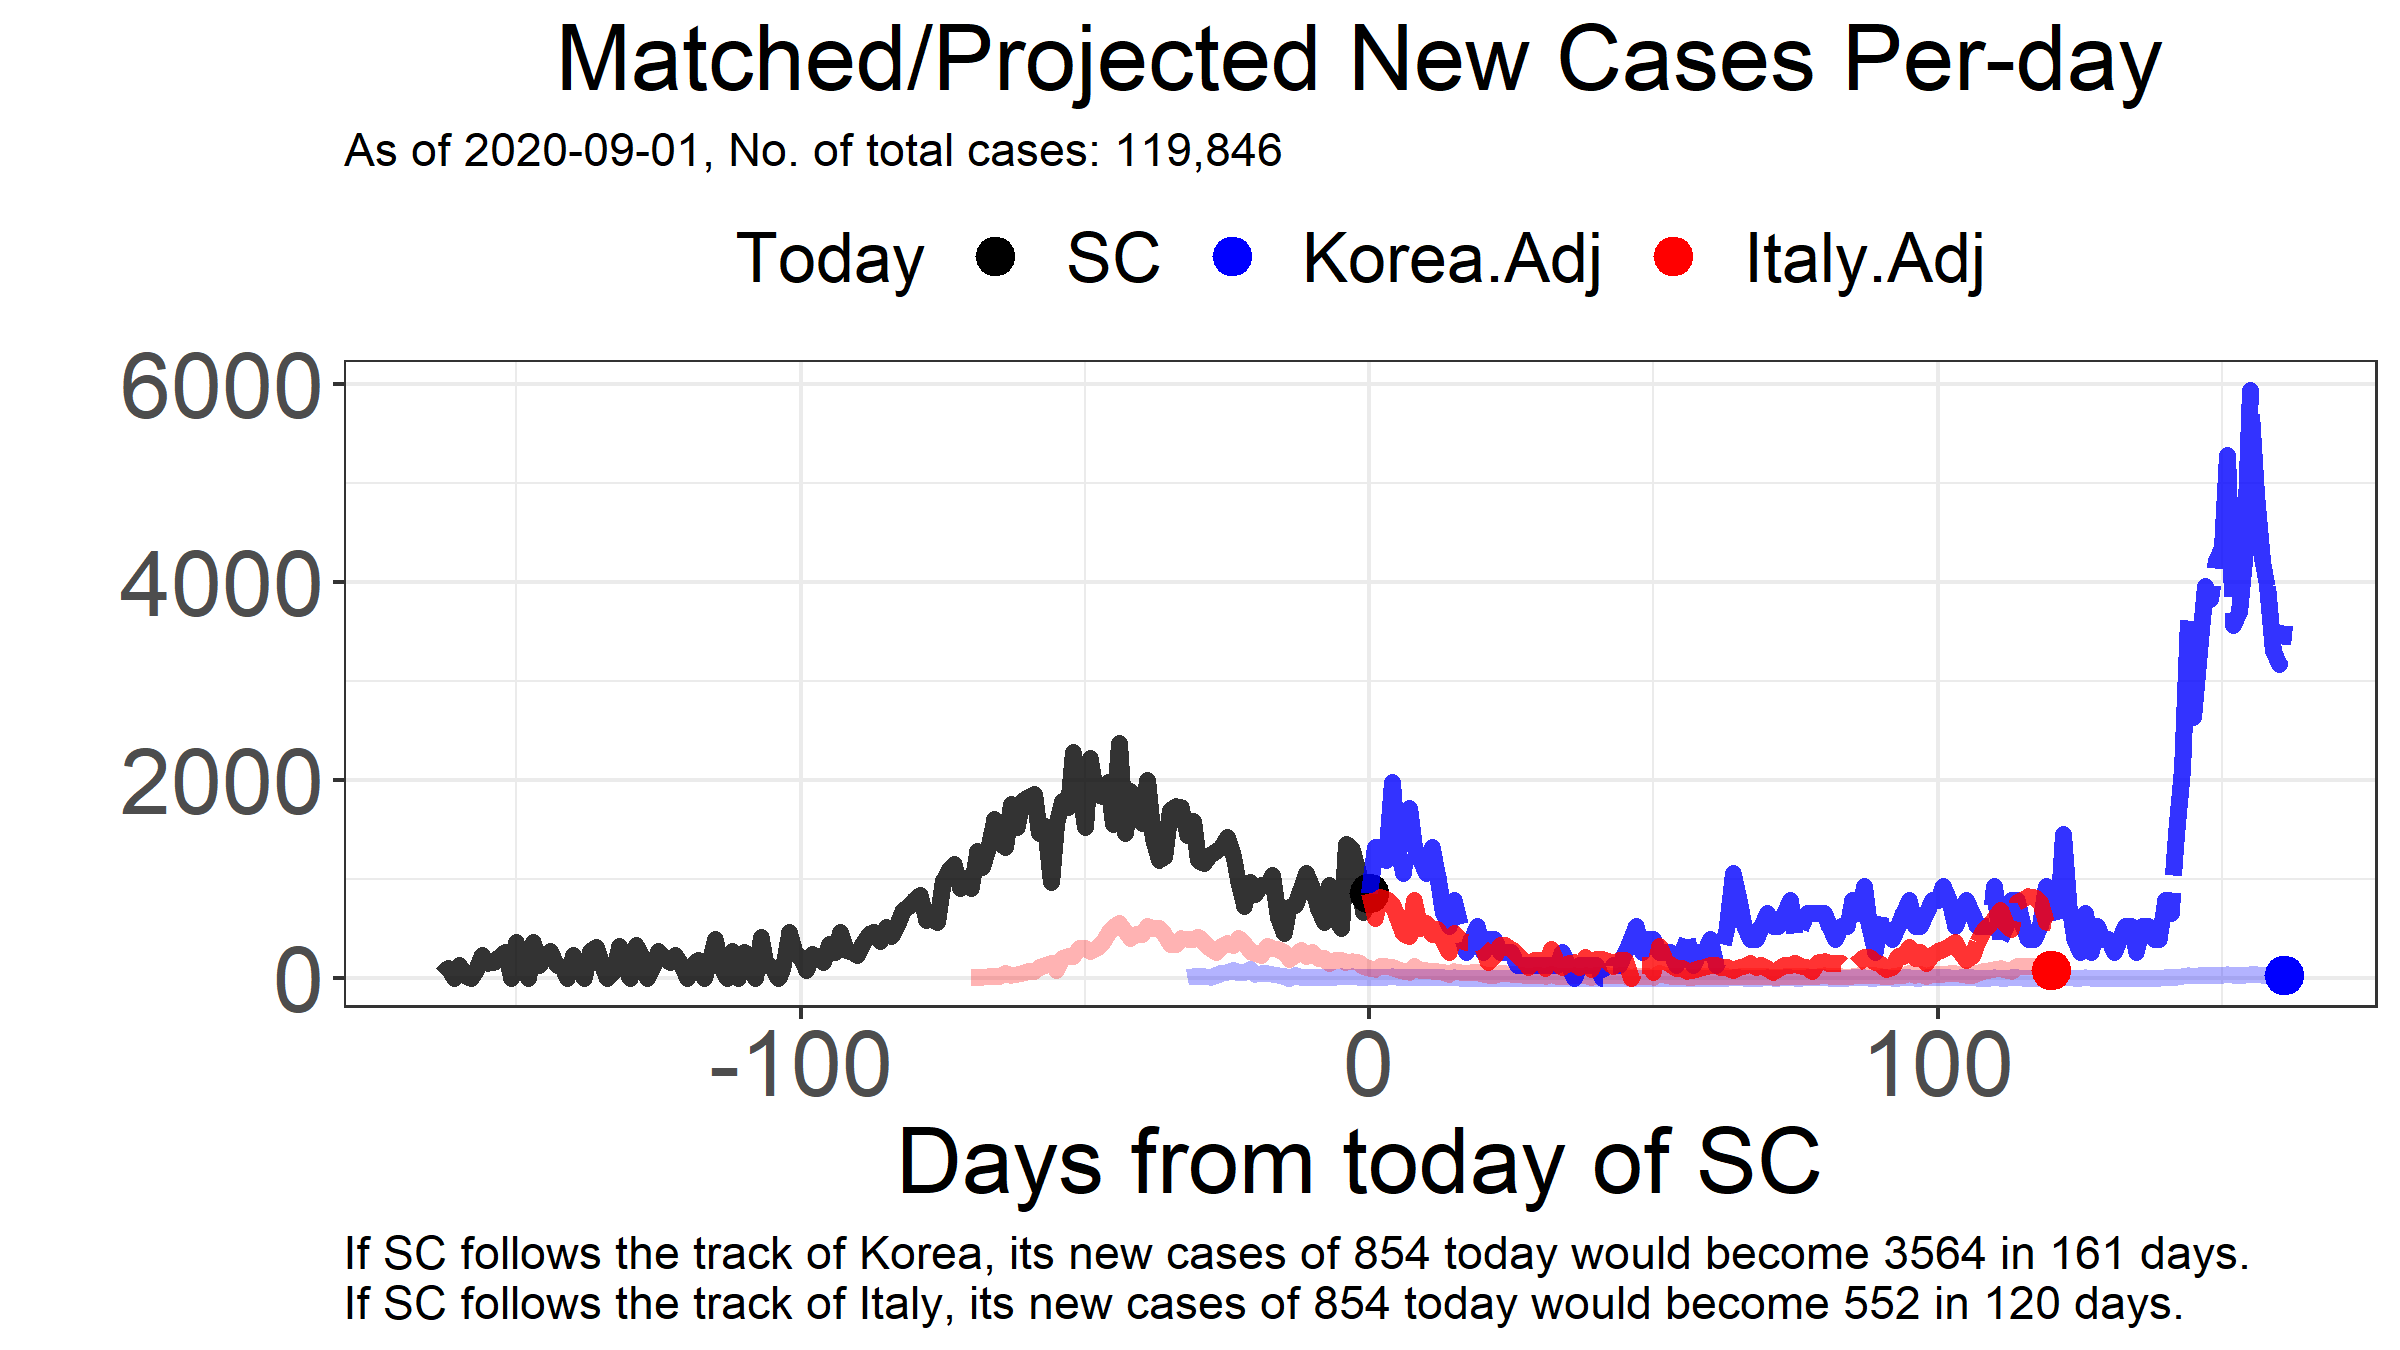 Matched/Projected New Cases Per-day
As of 2020-09-01, No. of total cases: 119,846
Today SC Korea.Adj Italy.Adj
6000
4000
2000
0
-100 0 100
Days from today of SC
If SC follows the track of Korea, its new cases of 854 today would become 3564 in 161 days.
If SC follows the track of Italy, its new cases of 854 today would become 552 in 120 days.